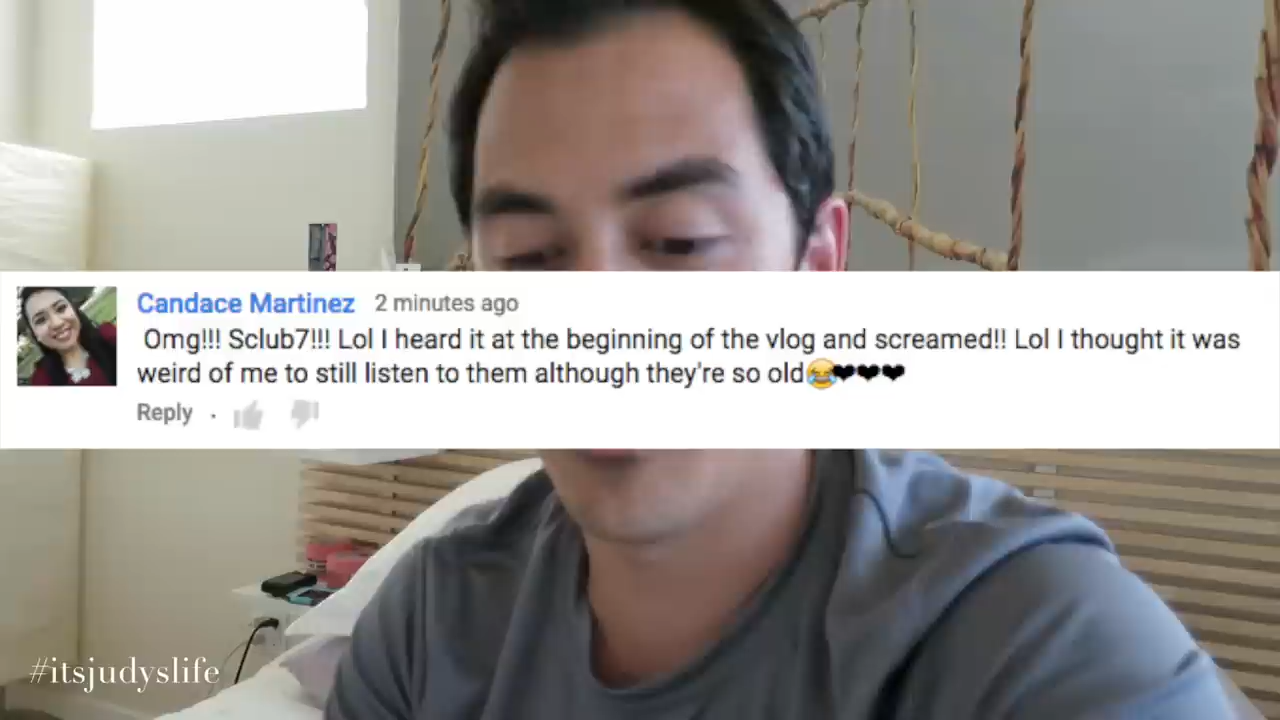 Candace Martinez 2 minutes ago
Omg!!! Sclub7!!! Lol I heard it at the beginning of the vlog and screamed!! Lol I thought it was
weird of me to still listen to them although they're so old😂❤❤❤
Reply ·
#itsjudyslife